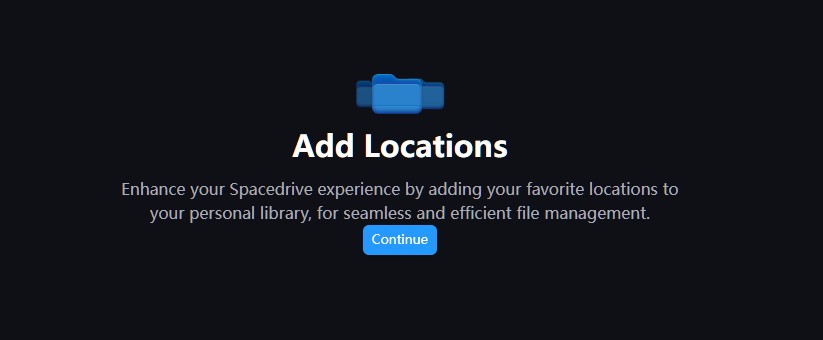 Add Locations
Enhance your Spacedrive experience by adding your favorite locations to
your personal library, for seamless and efficient file management.
Continue